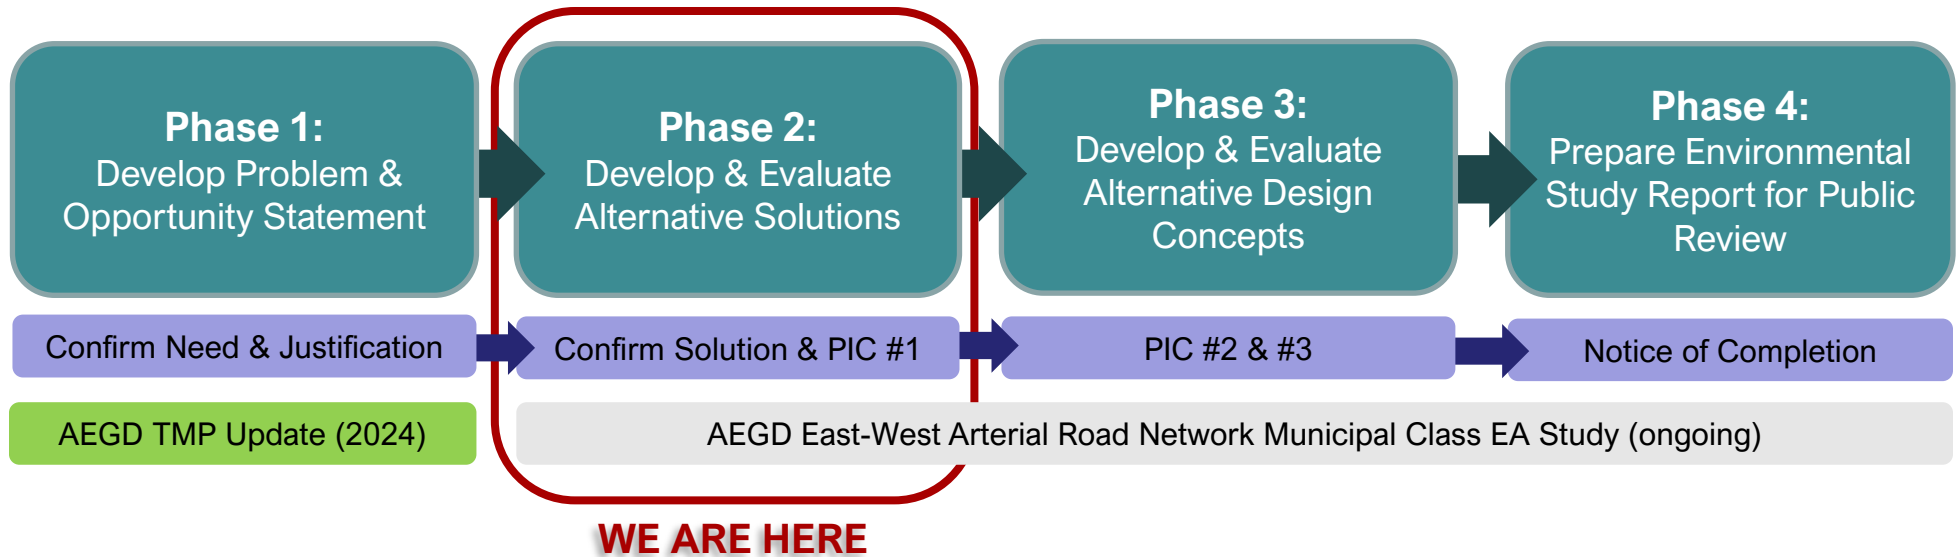 Phase 1:
Develop Problem &
Opportunity Statement
Phase 2:
Develop & Evaluate
Alternative Solutions
Phase 3:
Develop & Evaluate
Alternative Design
Concepts
Phase 4:
Prepare Environmental
Study Report for Public
Review
Confirm Need & Justification
Confirm Solution & PIC #1
PIC #2 & #3
Notice of Completion
AEGD TMP Update (2024)
AEGD East-West Arterial Road Network Municipal Class EA Study (ongoing)
WE ARE HERE